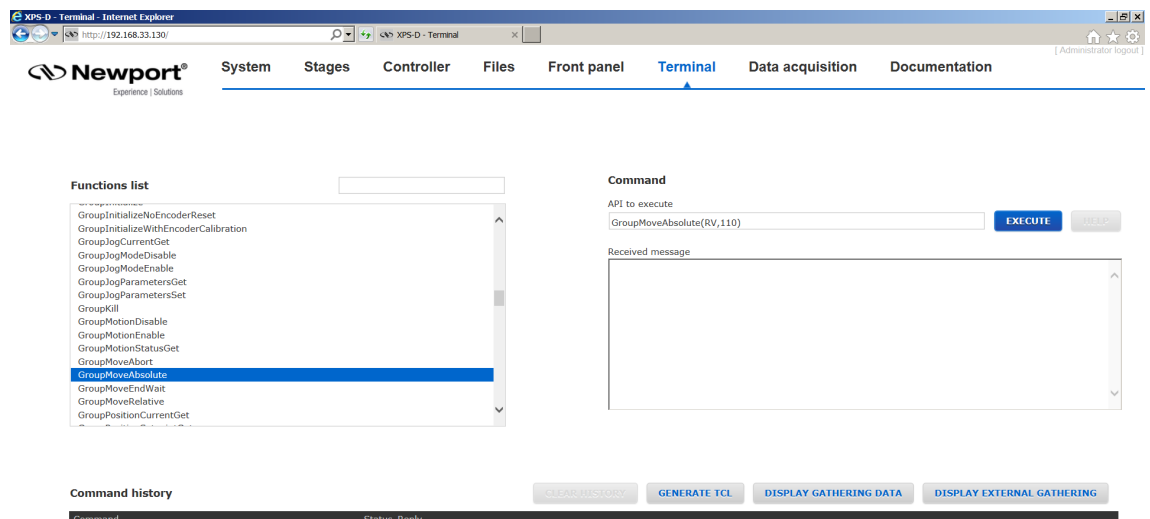 XPS-D - Terminal - Internet Explorer
http://192.168.33.130/
XPS-D - Terminal
[ Administrator logout ]
Newport®
Experience | Solutions
System Stages Controller Files Front panel Terminal Data acquisition Documentation
Functions list
GroupInitialize
GroupInitializeNoEncoderReset
GroupInitializeWithEncoderCalibration
GroupJogCurrentGet
GroupJogModeDisable
GroupJogModeEnable
GroupJogParametersGet
GroupJogParametersSet
GroupKill
GroupMotionDisable
GroupMotionEnable
GroupMotionStatusGet
GroupMoveAbort
GroupMoveAbsolute
GroupMoveEndWait
GroupMoveRelative
GroupPositionCurrentGet
Command
API to execute
GroupMoveAbsolute(RV,110)
EXECUTE
HELP
Received message
Command history
CLEAR HISTORY
GENERATE TCL
DISPLAY GATHERING DATA
DISPLAY EXTERNAL GATHERING
Command Status Reply